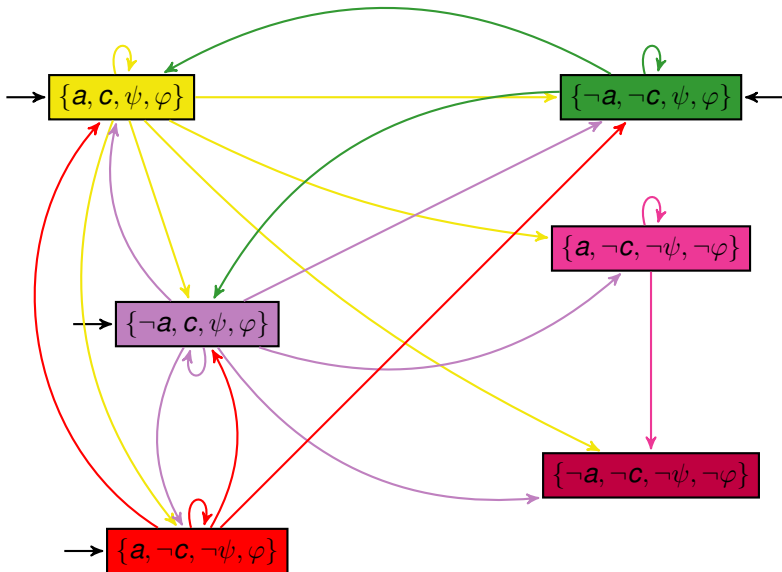 {a, c, ψ, φ}
{¬a, ¬c, ψ, φ}
{a, ¬c, ¬ψ, ¬φ}
{¬a, c, ψ, φ}
{¬a, ¬c, ¬ψ, ¬φ}
{a, ¬c, ¬ψ, φ}